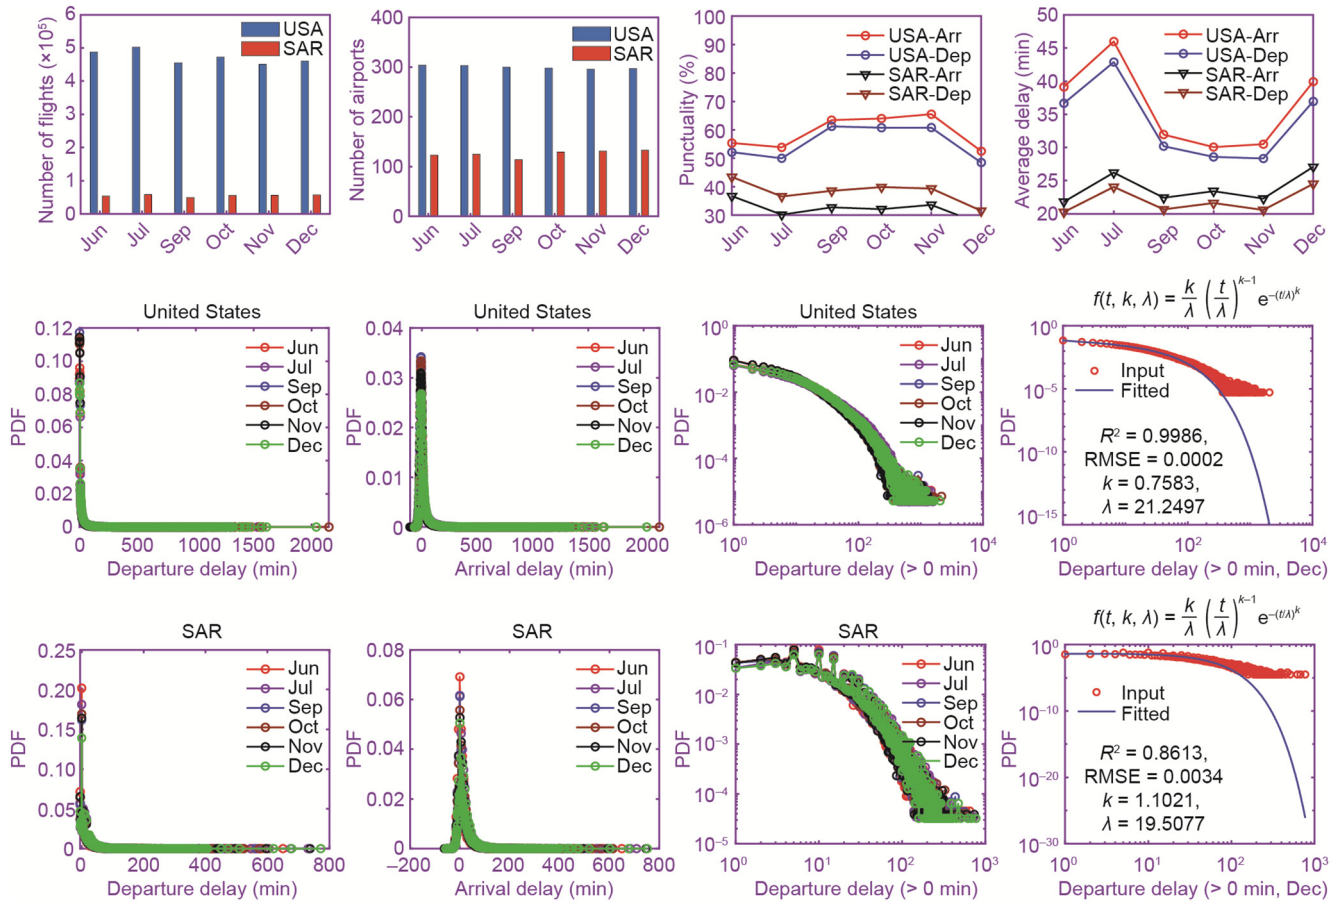 Number of flights (×10⁵)
6
5
4
3
2
1
0
USA
SAR
Jun
Jul
Sep
Oct
Nov
Dec
Number of airports
400
300
200
100
0
USA
SAR
Jun
Jul
Sep
Oct
Nov
Dec
Punctuality (%)
100
90
80
70
60
50
40
30
USA-Arr
USA-Dep
SAR-Arr
SAR-Dep
Jun
Jul
Sep
Oct
Nov
Dec
Average delay (min)
50
45
40
35
30
25
20
USA-Arr
USA-Dep
SAR-Arr
SAR-Dep
Jun
Jul
Sep
Oct
Nov
Dec
United States
PDF
0.12
0.10
0.08
0.06
0.04
0.02
0
Jun
Jul
Sep
Oct
Nov
Dec
0 500 1000 1500 2000
Departure delay (min)
United States
PDF
0.04
0.03
0.02
0.01
0
Jun
Jul
Sep
Oct
Nov
Dec
0 500 1000 1500 2000
Arrival delay (min)
United States
PDF
10⁰
10⁻²
10⁻⁴
10⁻⁶
Jun
Jul
Sep
Oct
Nov
Dec
10⁰ 10² 10⁴
Departure delay (> 0 min)
f(t, k, λ) = k/λ (t/λ)ᵏ⁻¹ e^−(t/λ)^k
PDF
10⁰
10⁻⁵
10⁻¹⁰
10⁻¹⁵
Input
Fitted
R² = 0.9986,
RMSE = 0.0002
k = 0.7583,
λ = 21.2497
10⁰ 10² 10⁴
Departure delay (> 0 min, Dec)
SAR
PDF
0.25
0.20
0.15
0.10
0.05
0
Jun
Jul
Sep
Oct
Nov
Dec
0 200 400 600 800
Departure delay (min)
SAR
PDF
0.08
0.06
0.04
0.02
0
Jun
Jul
Sep
Oct
Nov
Dec
−200 0 200 400 600 800
Arrival delay (min)
SAR
PDF
10⁻¹
10⁻²
10⁻³
10⁻⁴
10⁻⁵
Jun
Jul
Sep
Oct
Nov
Dec
10⁰ 10¹ 10² 10³
Departure delay (> 0 min)
f(t, k, λ) = k/λ (t/λ)ᵏ⁻¹ e^−(t/λ)^k
PDF
10⁰
10⁻¹⁰
10⁻²⁰
10⁻³⁰
Input
Fitted
R² = 0.8613,
RMSE = 0.0034
k = 1.1021,
λ = 19.5077
10⁰ 10¹ 10² 10³
Departure delay (> 0 min, Dec)